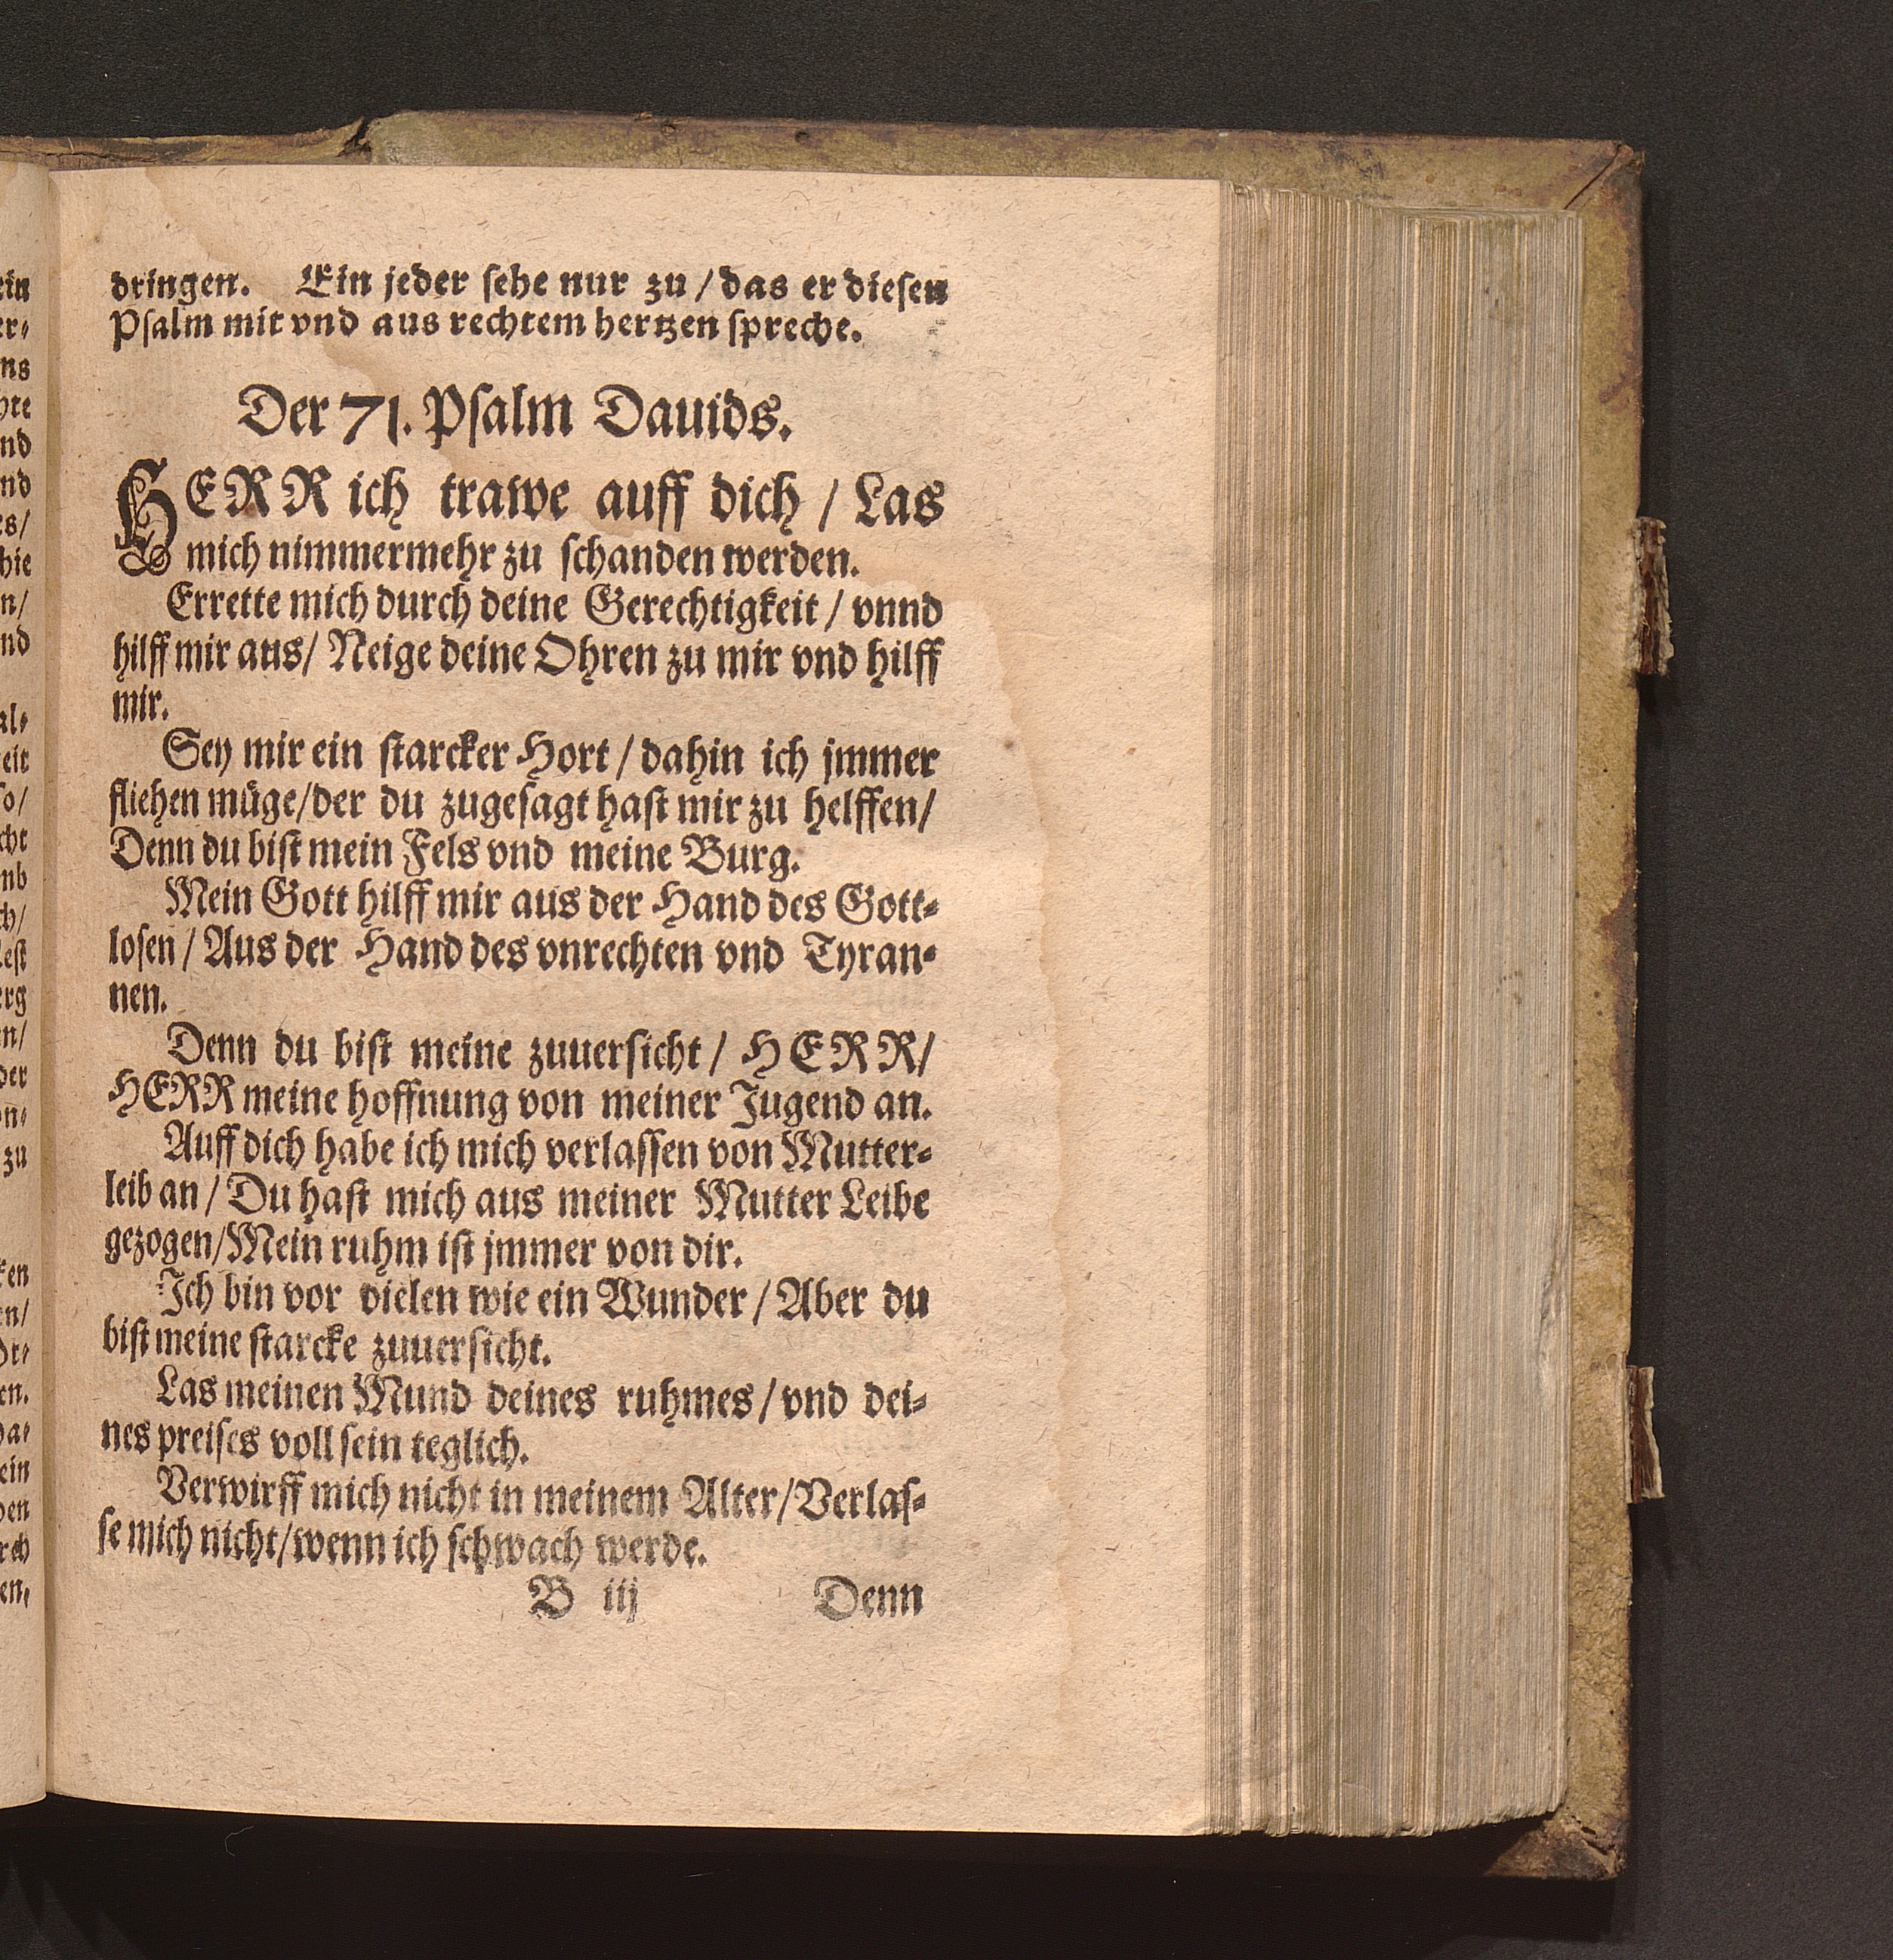 dringen. Ein jeder ſehe nur zu / das er dieſen
Pſalm mit vnd aus rechtem hertzen ſpreche.
Der 71. Pſalm Dauids.
HERR ich trawe auff dich / Las
mich nimmermehr zu ſchanden werden.
Errette mich durch deine Gerechtigkeit / vnnd
hilff mir aus / Neige deine Ohren zu mir vnd hilff
mir.
Sey mir ein ſtarcker Hort / dahin ich jmmer
fliehen müge / der du zugeſagt haſt mir zu helffen /
Denn du biſt mein Fels vnd meine Burg.
Mein Gott hilff mir aus der Hand des Gott⸗
loſen / Aus der Hand des vnrechten vnd Tyran⸗
nen.
Denn du biſt meine zuuerſicht / HERR /
HERR meine hoffnung von meiner Jugend an.
Auff dich habe ich mich verlaſſen von Mutter⸗
leib an / Du haſt mich aus meiner Mutter Leibe
gezogen / Mein ruhm iſt jmmer von dir.
Ich bin vor vielen wie ein Wunder / Aber du
biſt meine ſtarcke zuuerſicht.
Las meinen Mund deines ruhmes / vnd dei⸗
nes preiſes voll ſein teglich.
Verwirff mich nicht in meinem Alter / Verlaſ⸗
ſe mich nicht / wenn ich ſchwach werde.
B iij Denn